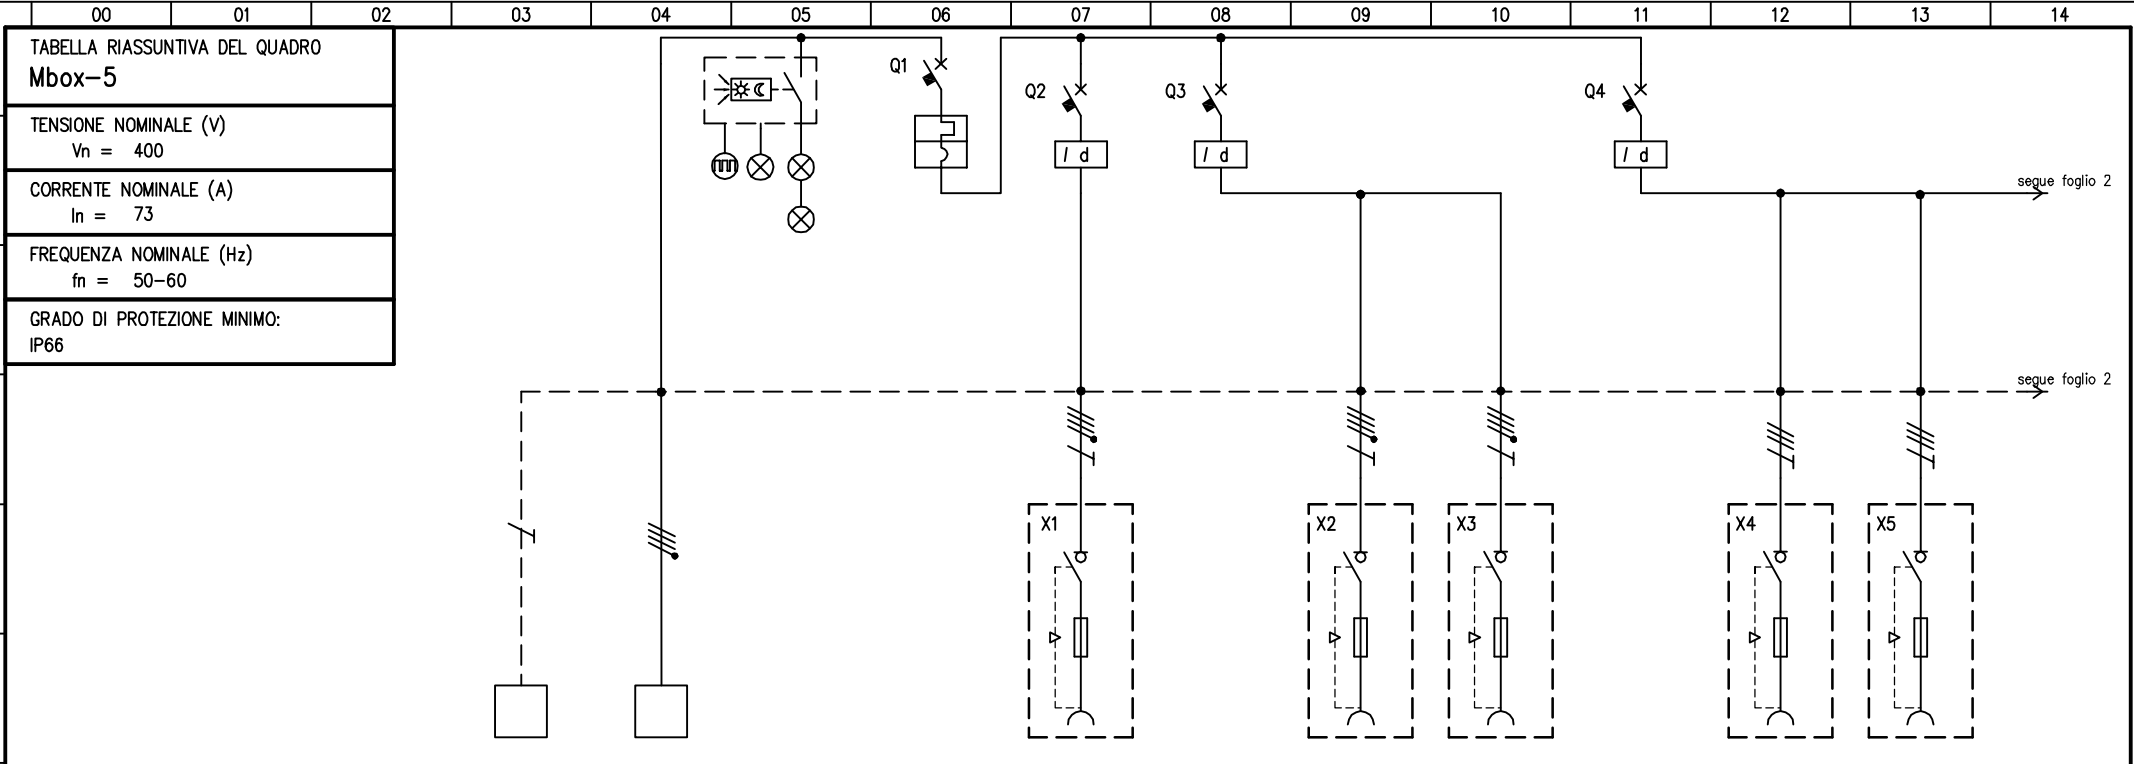 00 01 02 03 04 05 06 07 08 09 10 11 12 13 14
TABELLA RIASSUNTIVA DEL QUADRO
Mbox-5
TENSIONE NOMINALE (V)
Vn = 400
CORRENTE NOMINALE (A)
In = 73
FREQUENZA NOMINALE (Hz)
fn = 50-60
GRADO DI PROTEZIONE MINIMO:
IP66
Q1
Q2 Q3 Q4
I d I d I d
segue foglio 2
segue foglio 2
X1 X2 X3 X4 X5